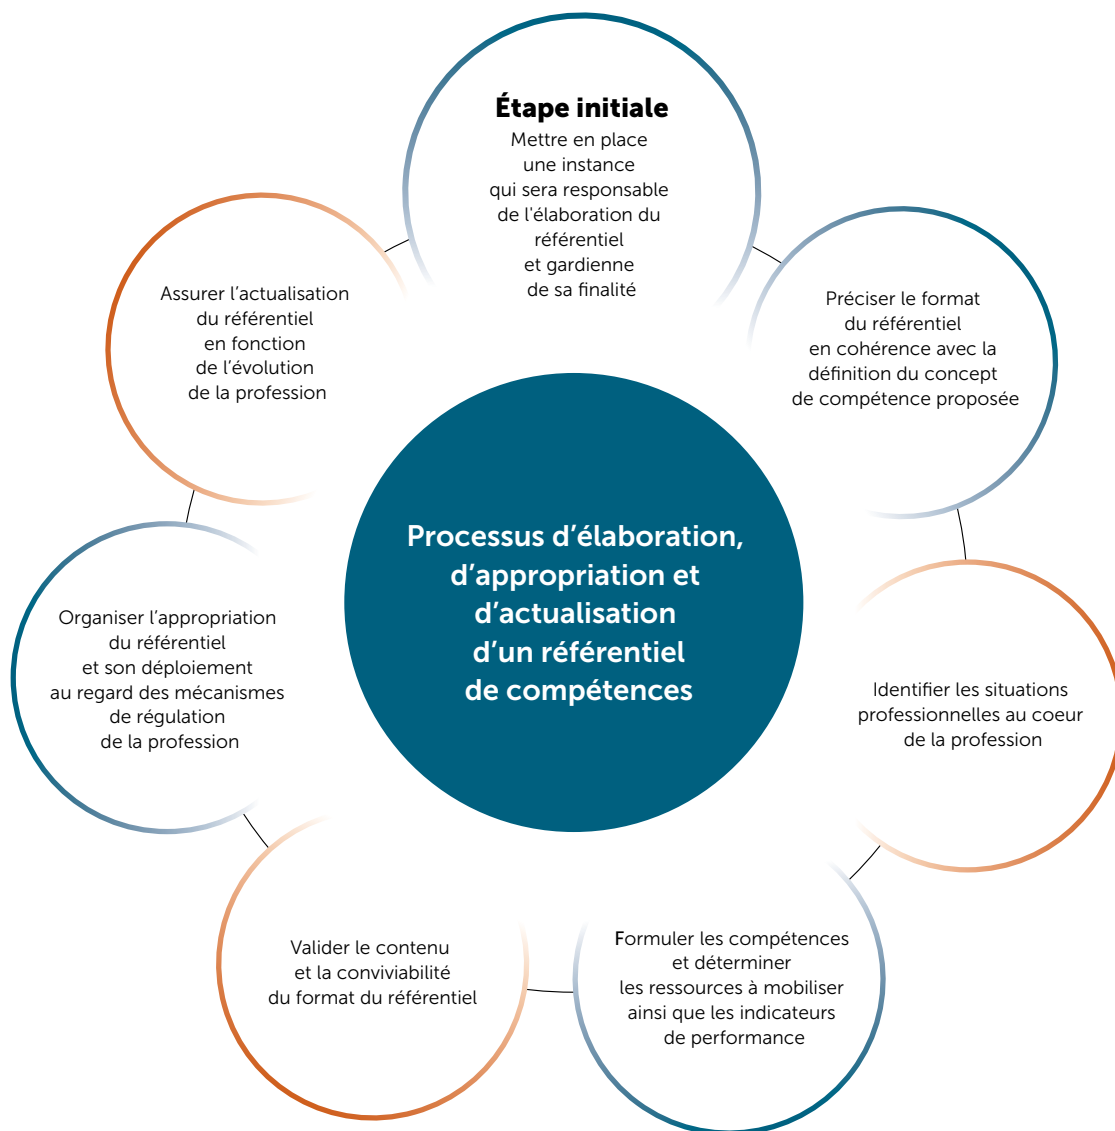 Étape initiale
Mettre en place
une instance
qui sera responsable
de l'élaboration du
référentiel
et gardienne
de sa finalité
Préciser le format
du référentiel
en cohérence avec la
définition du concept
de compétence proposée
Identifier les situations
professionnelles au coeur
de la profession
Formuler les compétences
et déterminer
les ressources à mobiliser
ainsi que les indicateurs
de performance
Valider le contenu
et la conviviabilité
du format du référentiel
Organiser l’appropriation
du référentiel
et son déploiement
au regard des mécanismes
de régulation
de la profession
Assurer l’actualisation
du référentiel
en fonction
de l’évolution
de la profession
Processus d’élaboration,
d’appropriation et
d’actualisation
d’un référentiel
de compétences